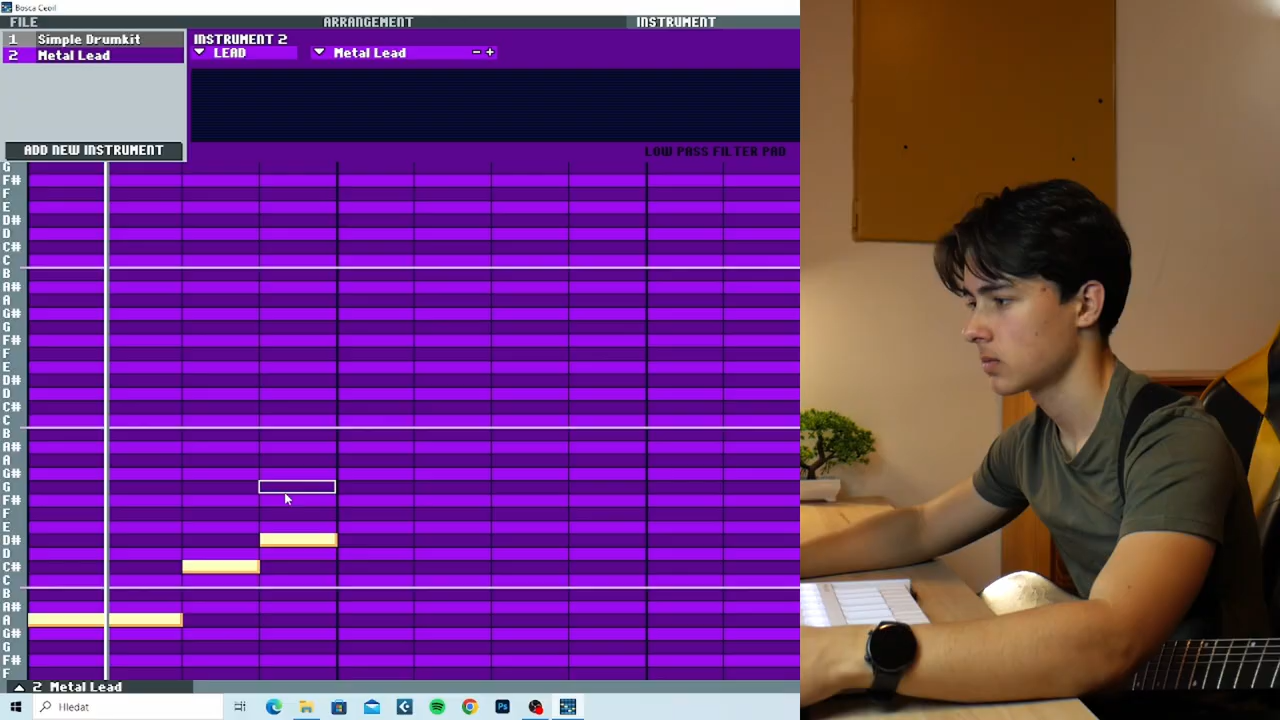 Bosca Ceoil
FILE
ARRANGEMENT
INSTRUMENT
1 Simple Drumkit
2 Metal Lead
INSTRUMENT 2
LEAD
Metal Lead
- +
ADD NEW INSTRUMENT
LOW PASS FILTER PAD
G
F#
F
E
D#
D
C#
C
B
A#
A
G#
G
F#
F
E
D#
D
C#
C
B
A#
A
G#
G
F#
F
E
D#
D
C#
C
B
A#
A
G#
G
F#
F
2 Metal Lead
Hledat
Ps